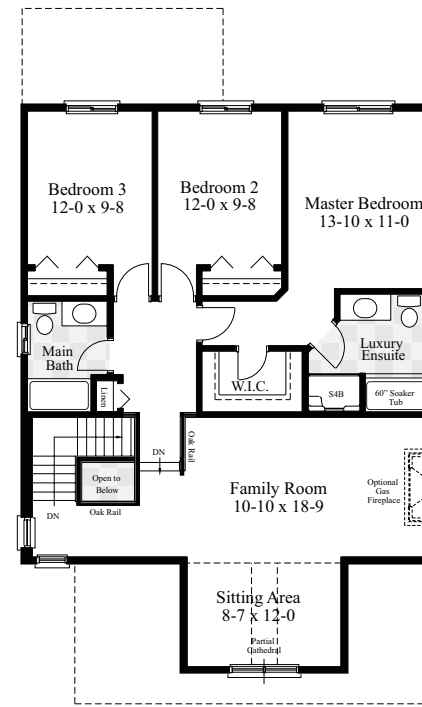 Bedroom 3
12-0 x 9-8
Bedroom 2
12-0 x 9-8
Master Bedroom
13-10 x 11-0
Main
Bath
Linen
W.I.C.
Luxury
Ensuite
S4B
60" Soaker
Tub
DN
Oak Rail
Open to
Below
Oak Rail
DN
Family Room
10-10 x 18-9
Optional
Gas
Fireplace
Sitting Area
8-7 x 12-0
Partial
Cathedral